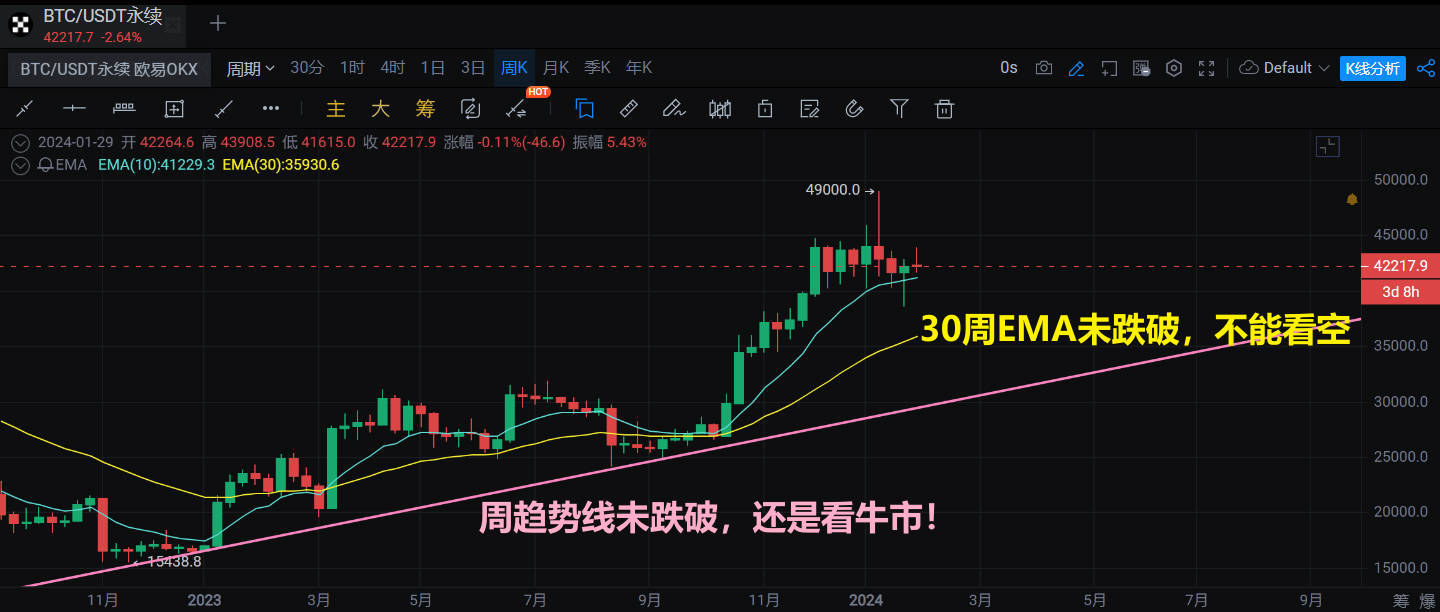 BTC/USDT永续
42217.7 -2.64%
BTC/USDT永续 欧易OKX 周期 30分 1时 4时 1日 3日 周K 月K 季K 年K 0s Default K线分析
主 大 筹 HOT
2024-01-29 开 42264.6 高 43908.5 低 41615.0 收 42217.9 涨幅 -0.11%(-46.6) 振幅 5.43%
EMA EMA(10):41229.3 EMA(30):35930.6
50000.0
49000.0
45000.0
42217.9
3d 8h
30周EMA未跌破，不能看空
35000.0
30000.0
25000.0
周趋势线未跌破，还是看牛市！
20000.0
15438.8
15000.0
11月 2023 3月 5月 7月 9月 11月 2024 3月 5月 7月 9月 筹 爆